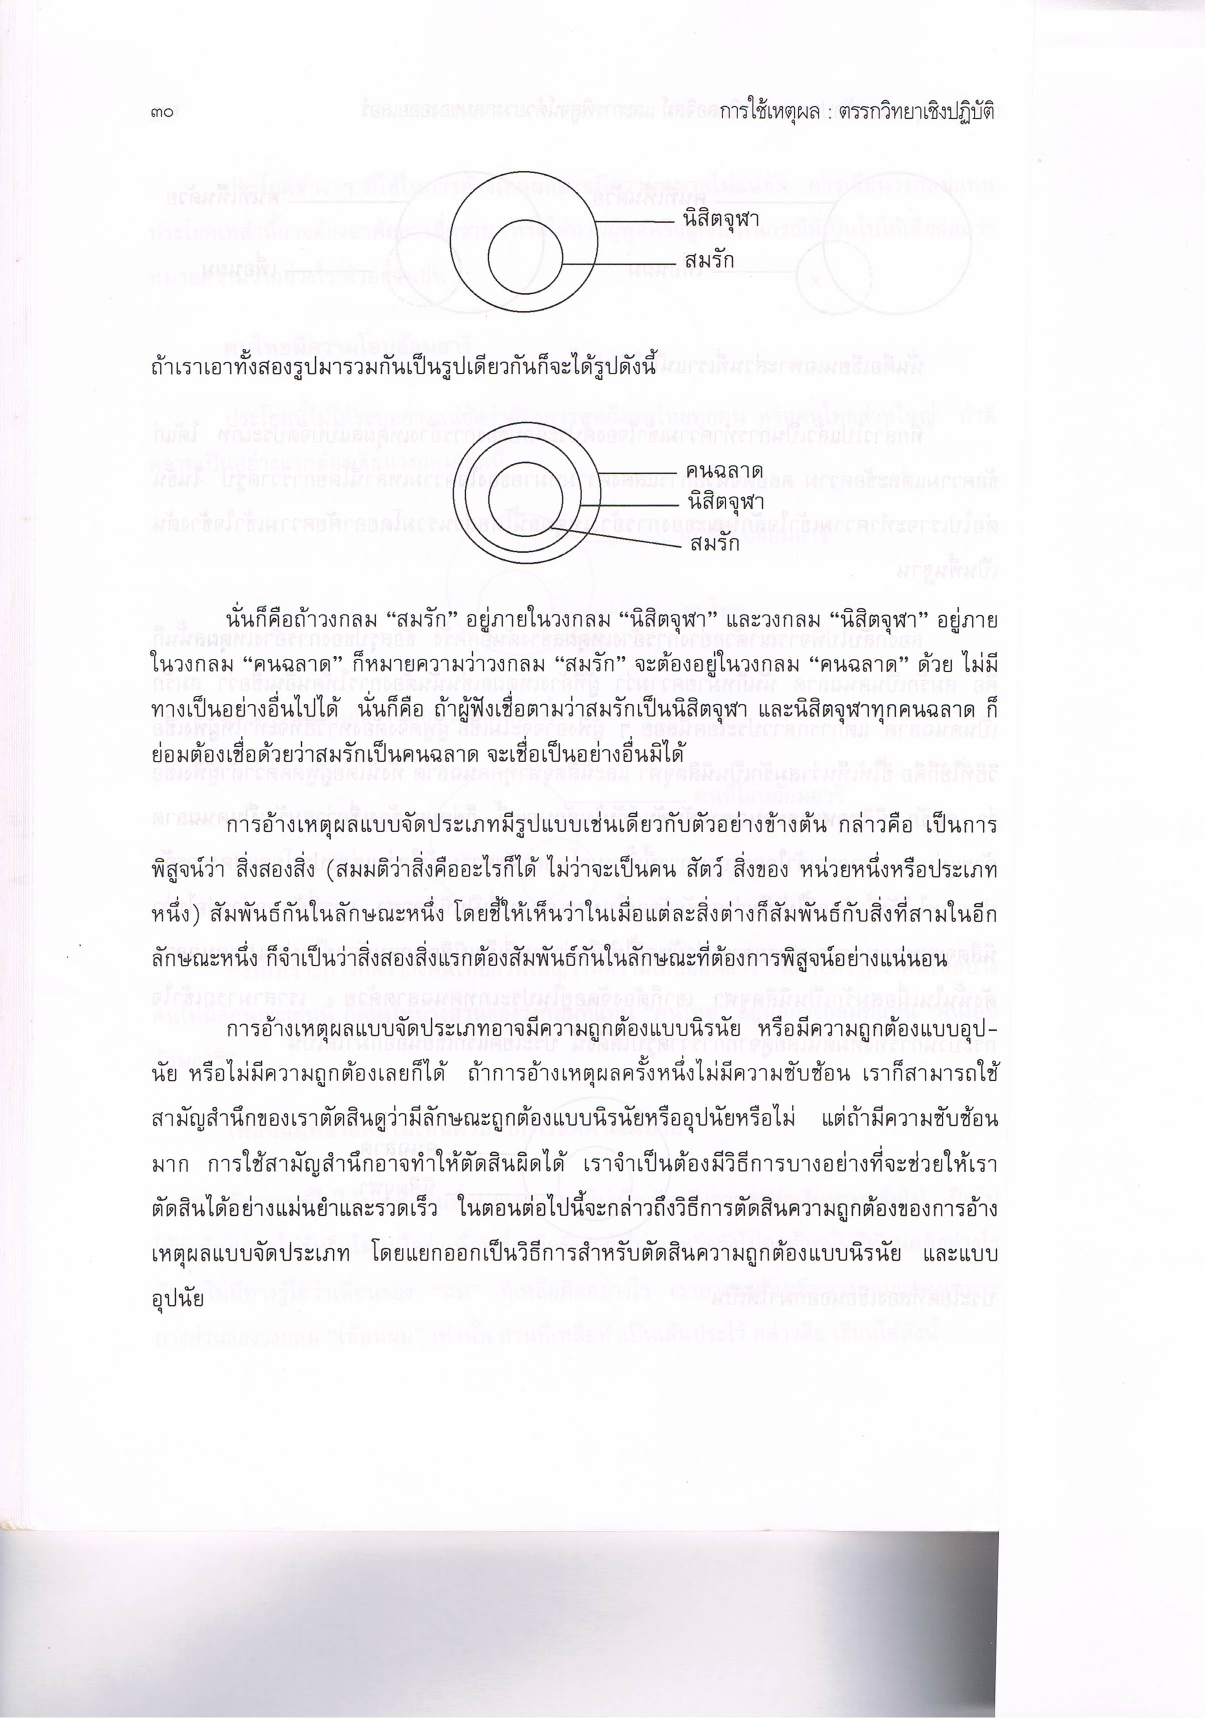 ๓๐ การใช้เหตุผล : ตรรกวิทยาเชิงปฏิบัติ
นิสิตจุฬา
สมรัก
ถ้าเราเอาทั้งสองรูปมารวมกันเป็นรูปเดียวกันก็จะได้รูปดังนี้
คนฉลาด
นิสิตจุฬา
สมรัก
นั่นก็คือถ้าวงกลม “สมรัก” อยู่ภายในวงกลม “นิสิตจุฬา” และวงกลม “นิสิตจุฬา” อยู่ภาย
ในวงกลม “คนฉลาด” ก็หมายความว่าวงกลม “สมรัก” จะต้องอยู่ในวงกลม “คนฉลาด” ด้วย ไม่มี
ทางเป็นอย่างอื่นไปได้ นั่นก็คือ ถ้าผู้ฟังเชื่อตามว่าสมรักเป็นนิสิตจุฬา และนิสิตจุฬาทุกคนฉลาด ก็
ย่อมต้องเชื่อด้วยว่าสมรักเป็นคนฉลาด จะเชื่อเป็นอย่างอื่นมิได้
การอ้างเหตุผลแบบจัดประเภทมีรูปแบบเช่นเดียวกับตัวอย่างข้างต้น กล่าวคือ เป็นการ
พิสูจน์ว่า สิ่งสองสิ่ง (สมมติว่าสิ่งคืออะไรก็ได้ ไม่ว่าจะเป็นคน สัตว์ สิ่งของ หน่วยหนึ่งหรือประเภท
หนึ่ง) สัมพันธ์กันในลักษณะหนึ่ง โดยชี้ให้เห็นว่าในเมื่อแต่ละสิ่งต่างก็สัมพันธ์กับสิ่งที่สามในอีก
ลักษณะหนึ่ง ก็จำเป็นว่าสิ่งสองสิ่งแรกต้องสัมพันธ์กันในลักษณะที่ต้องการพิสูจน์อย่างแน่นอน
การอ้างเหตุผลแบบจัดประเภทอาจมีความถูกต้องแบบนิรนัย หรือมีความถูกต้องแบบอุป-
นัย หรือไม่มีความถูกต้องเลยก็ได้ ถ้าการอ้างเหตุผลครั้งหนึ่งไม่มีความซับซ้อน เราก็สามารถใช้
สามัญสำนึกของเราตัดสินดูว่ามีลักษณะถูกต้องแบบนิรนัยหรืออุปนัยหรือไม่ แต่ถ้ามีความซับซ้อน
มาก การใช้สามัญสำนึกอาจทำให้ตัดสินผิดได้ เราจำเป็นต้องมีวิธีการบางอย่างที่จะช่วยให้เรา
ตัดสินได้อย่างแม่นยำและรวดเร็ว ในตอนต่อไปนี้จะกล่าวถึงวิธีการตัดสินความถูกต้องของการอ้าง
เหตุผลแบบจัดประเภท โดยแยกออกเป็นวิธีการสำหรับตัดสินความถูกต้องแบบนิรนัย และแบบ
อุปนัย